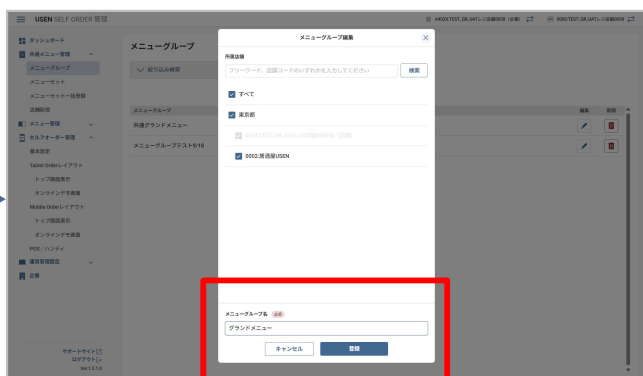 USEN SELF ORDER 管理
ダッシュボード
共通メニュー管理
メニューグループ
メニューセット
メニューセット一括登録
店舗配信
メニュー管理
セルフオーダー管理
基本設定
Tablet Orderレイアウト
トップ画面表示
オンラインデモ画面
Mobile Orderレイアウト
トップ画面表示
オンラインデモ画面
POS／ハンディ
運用管理設定
企業
サポートサイト
ログアウト
Ver.1.2.1.0
メニューグループ
絞り込み検索
メニューグループ
編集
削除
共通グランドメニュー
メニューグループテスト9/18
メニューグループ編集
所属店舗
フリーワード、店舗コードのいずれかを入力してください
検索
すべて
東京都
0002:居酒屋USEN
メニューグループ名 必須
グランドメニュー
キャンセル
登録